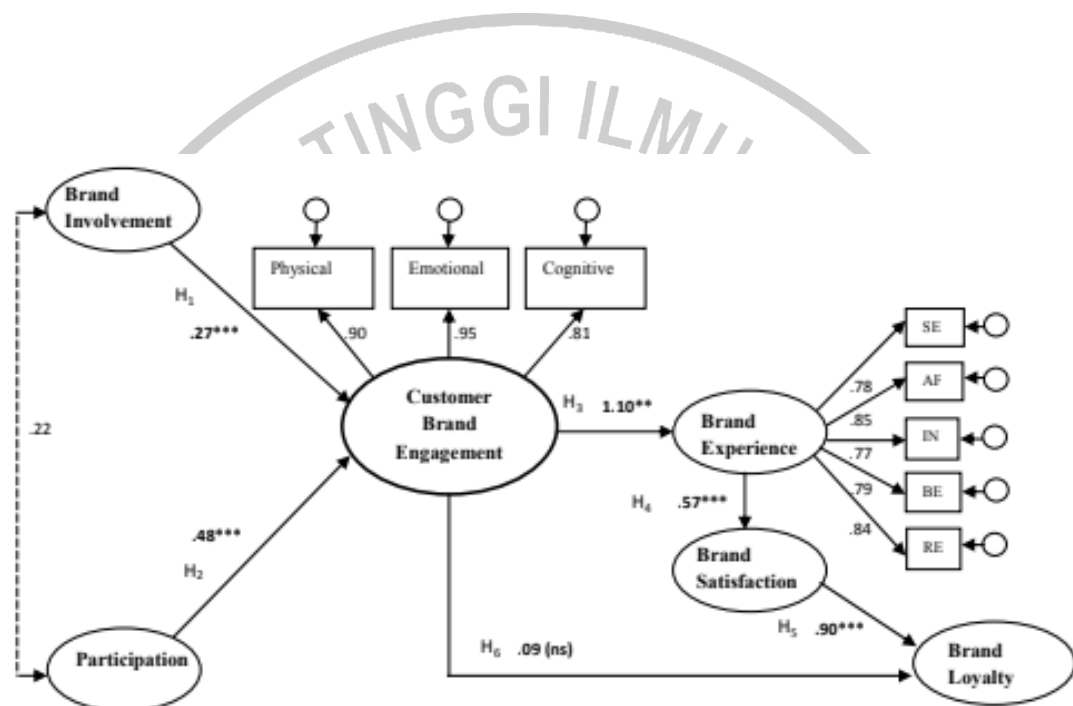 TINGGI ILMU
Brand
Involvement
Physical
Emotional
Cognitive
H₁
.27***
.90
.95
.81
SE
AF
IN
BE
RE
.78
.85
.77
.79
.84
Customer
Brand
Engagement
H₃ 1.10**
Brand
Experience
.22
H₄ .57***
.48***
H₂
Brand
Satisfaction
H₅ .90***
Participation
H₆ .09 (ns)
Brand
Loyalty